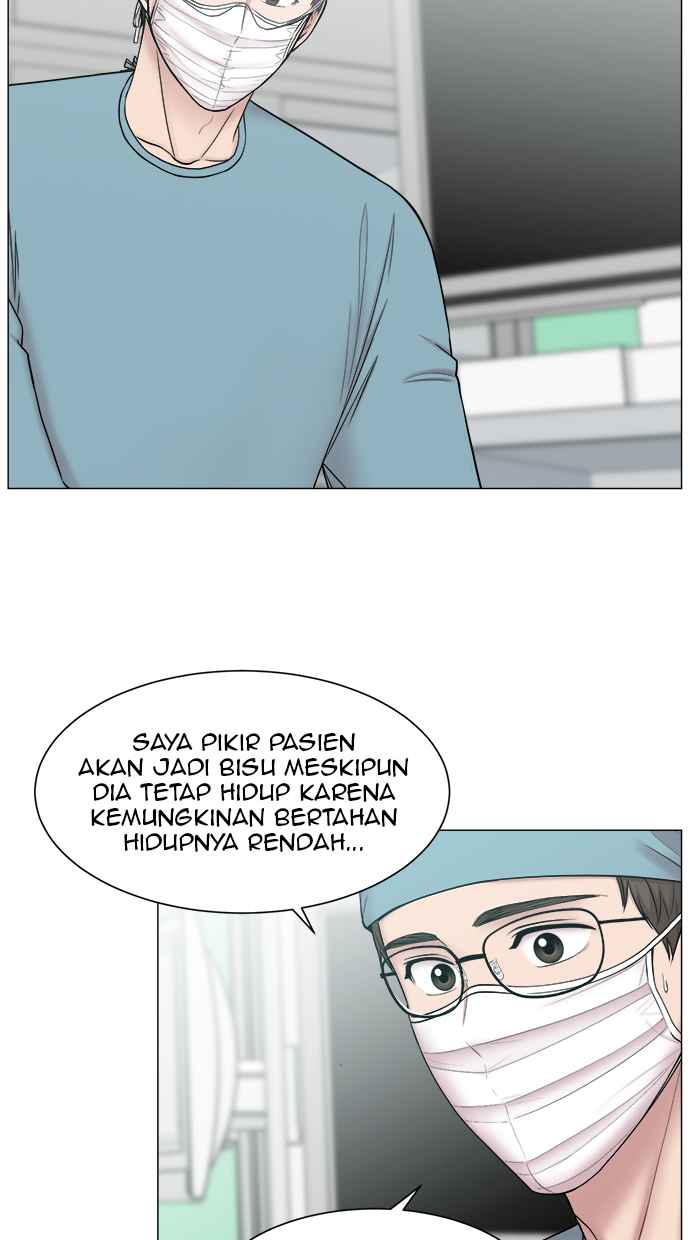 SAYA PIKIR PASIEN
AKAN JADI BISU MESKIPUN
DIA TETAP HIDUP KARENA
KEMUNGKINAN BERTAHAN
HIDUPNYA RENDAH...